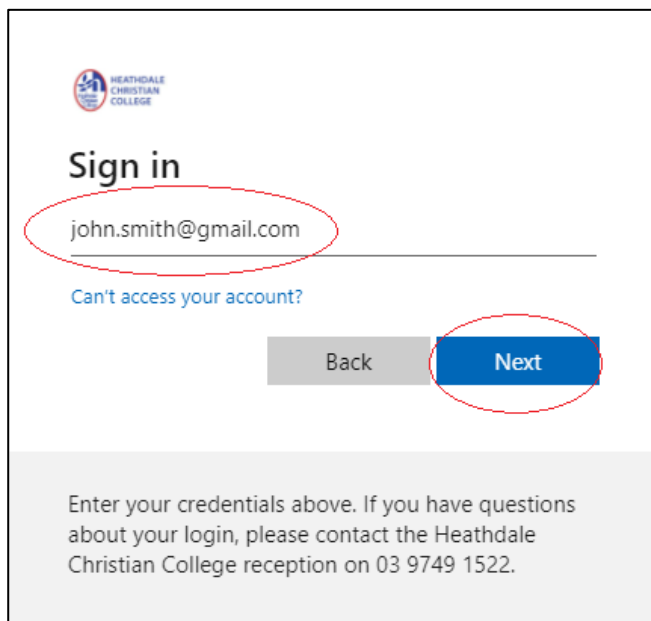 HEATHDALE
CHRISTIAN
COLLEGE
Sign in
john.smith@gmail.com
Can't access your account?
Back
Next
Enter your credentials above. If you have questions
about your login, please contact the Heathdale
Christian College reception on 03 9749 1522.